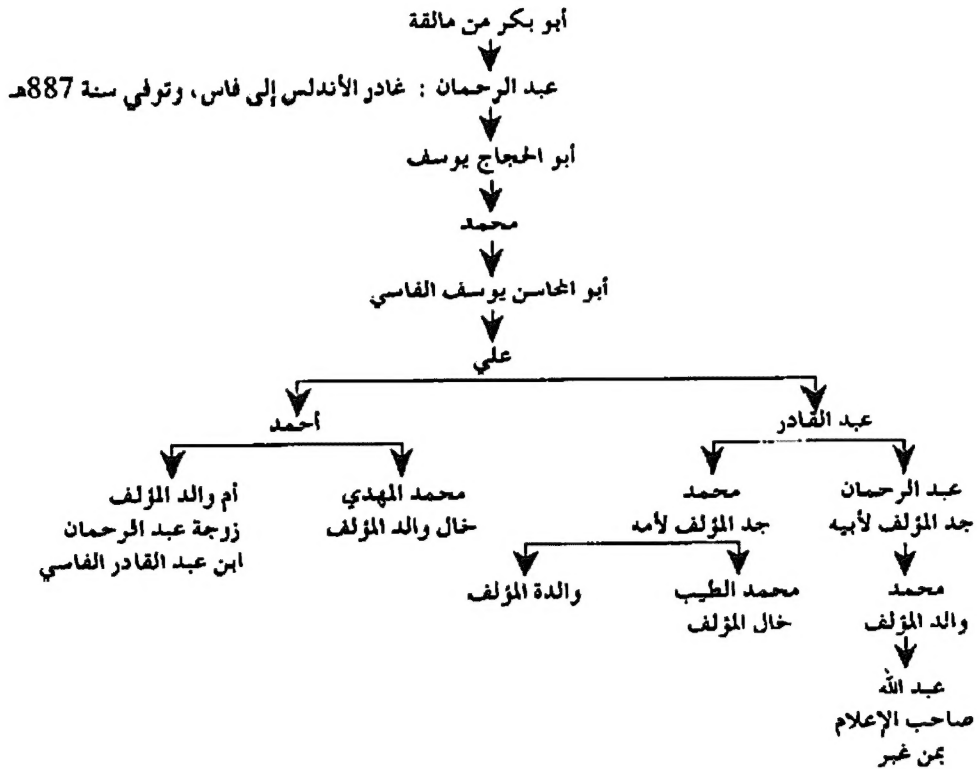 أبو بكر من مالقة
عبد الرحمان : غادر الأندلس إلى فاس، وتوفي سنة 887هـ
أبو الحجاج يوسف
محمد
أبو المحاسن يوسف الفاسي
علي
عبد القادر
أحمد
عبد الرحمان
جد المؤلف لأبيه
محمد
جد المؤلف لأمه
محمد المهدي
خال والد المؤلف
أم والد المؤلف
زوجة عبد الرحمان
ابن عبد القادر الفاسي
محمد
والد المؤلف
محمد الطيب
خال المؤلف
والدة المؤلف
عبد الله
صاحب الإعلام
بمن غبر